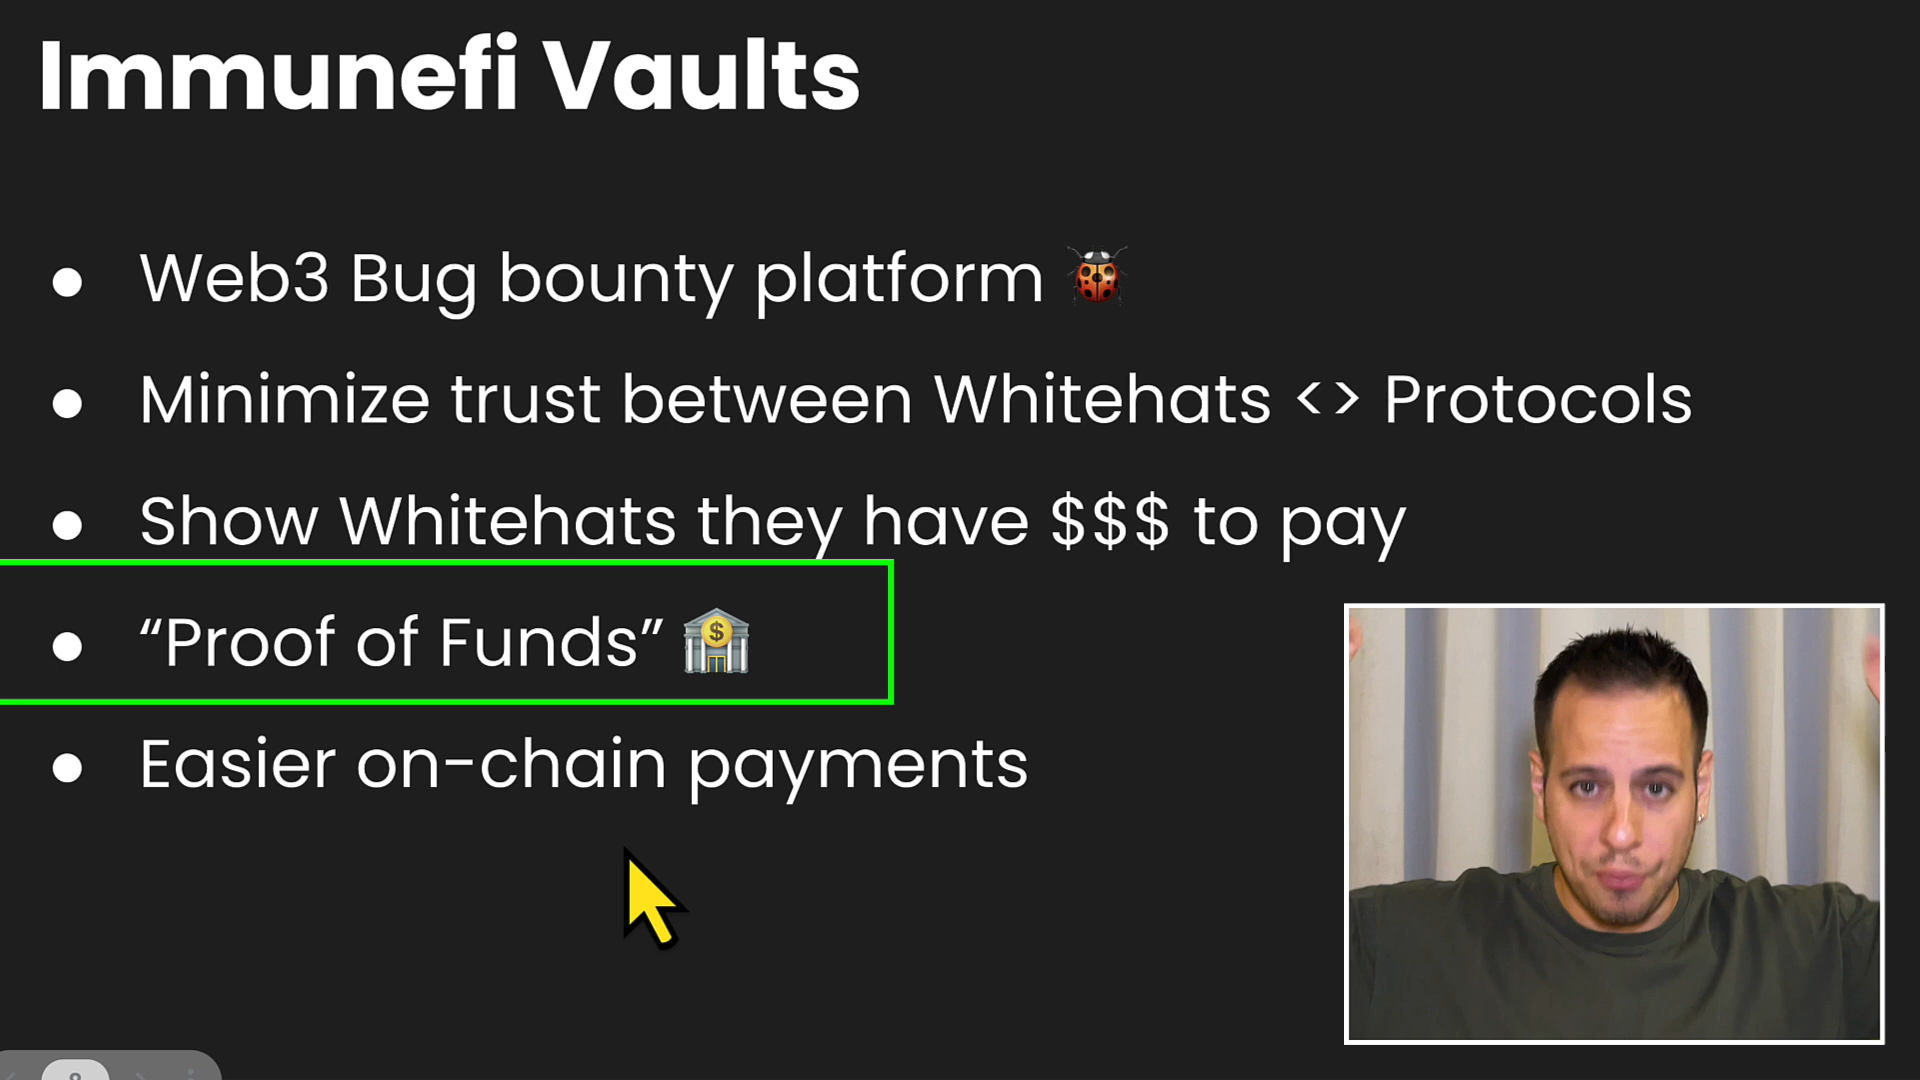 Immunefi Vaults
● Web3 Bug bounty platform 🐞
● Minimize trust between Whitehats <> Protocols
● Show Whitehats they have $$$ to pay
● “Proof of Funds” 🏦
● Easier on-chain payments